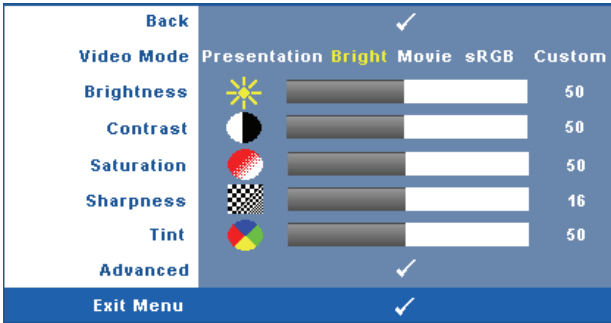 Back
Video Mode Presentation Bright Movie sRGB Custom
Brightness 50
Contrast 50
Saturation 50
Sharpness 16
Tint 50
Advanced
Exit Menu